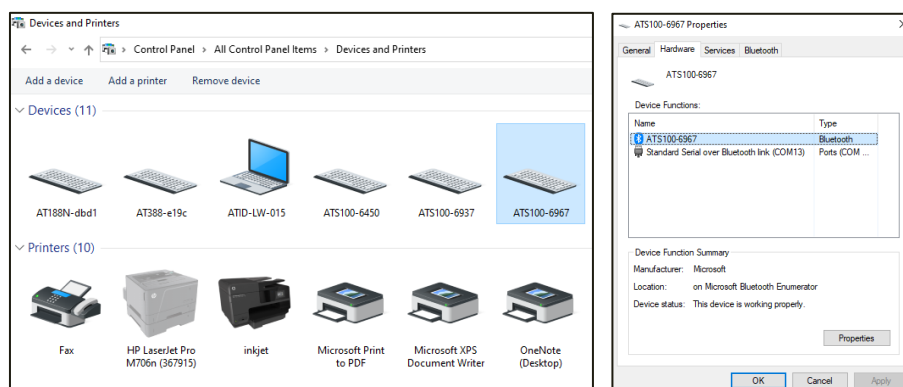 Devices and Printers
Control Panel > All Control Panel Items > Devices and Printers
Add a device Add a printer Remove device
Devices (11)
AT188N-dbd1 AT388-e19c ATID-LW-015 ATS100-6450 ATS100-6937 ATS100-6967
Printers (10)
Fax HP LaserJet Pro M706n (367915) inkjet Microsoft Print to PDF Microsoft XPS Document Writer OneNote (Desktop)
ATS100-6967 Properties
General Hardware Services Bluetooth
ATS100-6967
Device Functions:
Name Type
ATS100-6967 Bluetooth
Standard Serial over Bluetooth link (COM13) Ports (COM ...
Device Function Summary
Manufacturer: Microsoft
Location: on Microsoft Bluetooth Enumerator
Device status: This device is working properly.
Properties
OK Cancel Apply